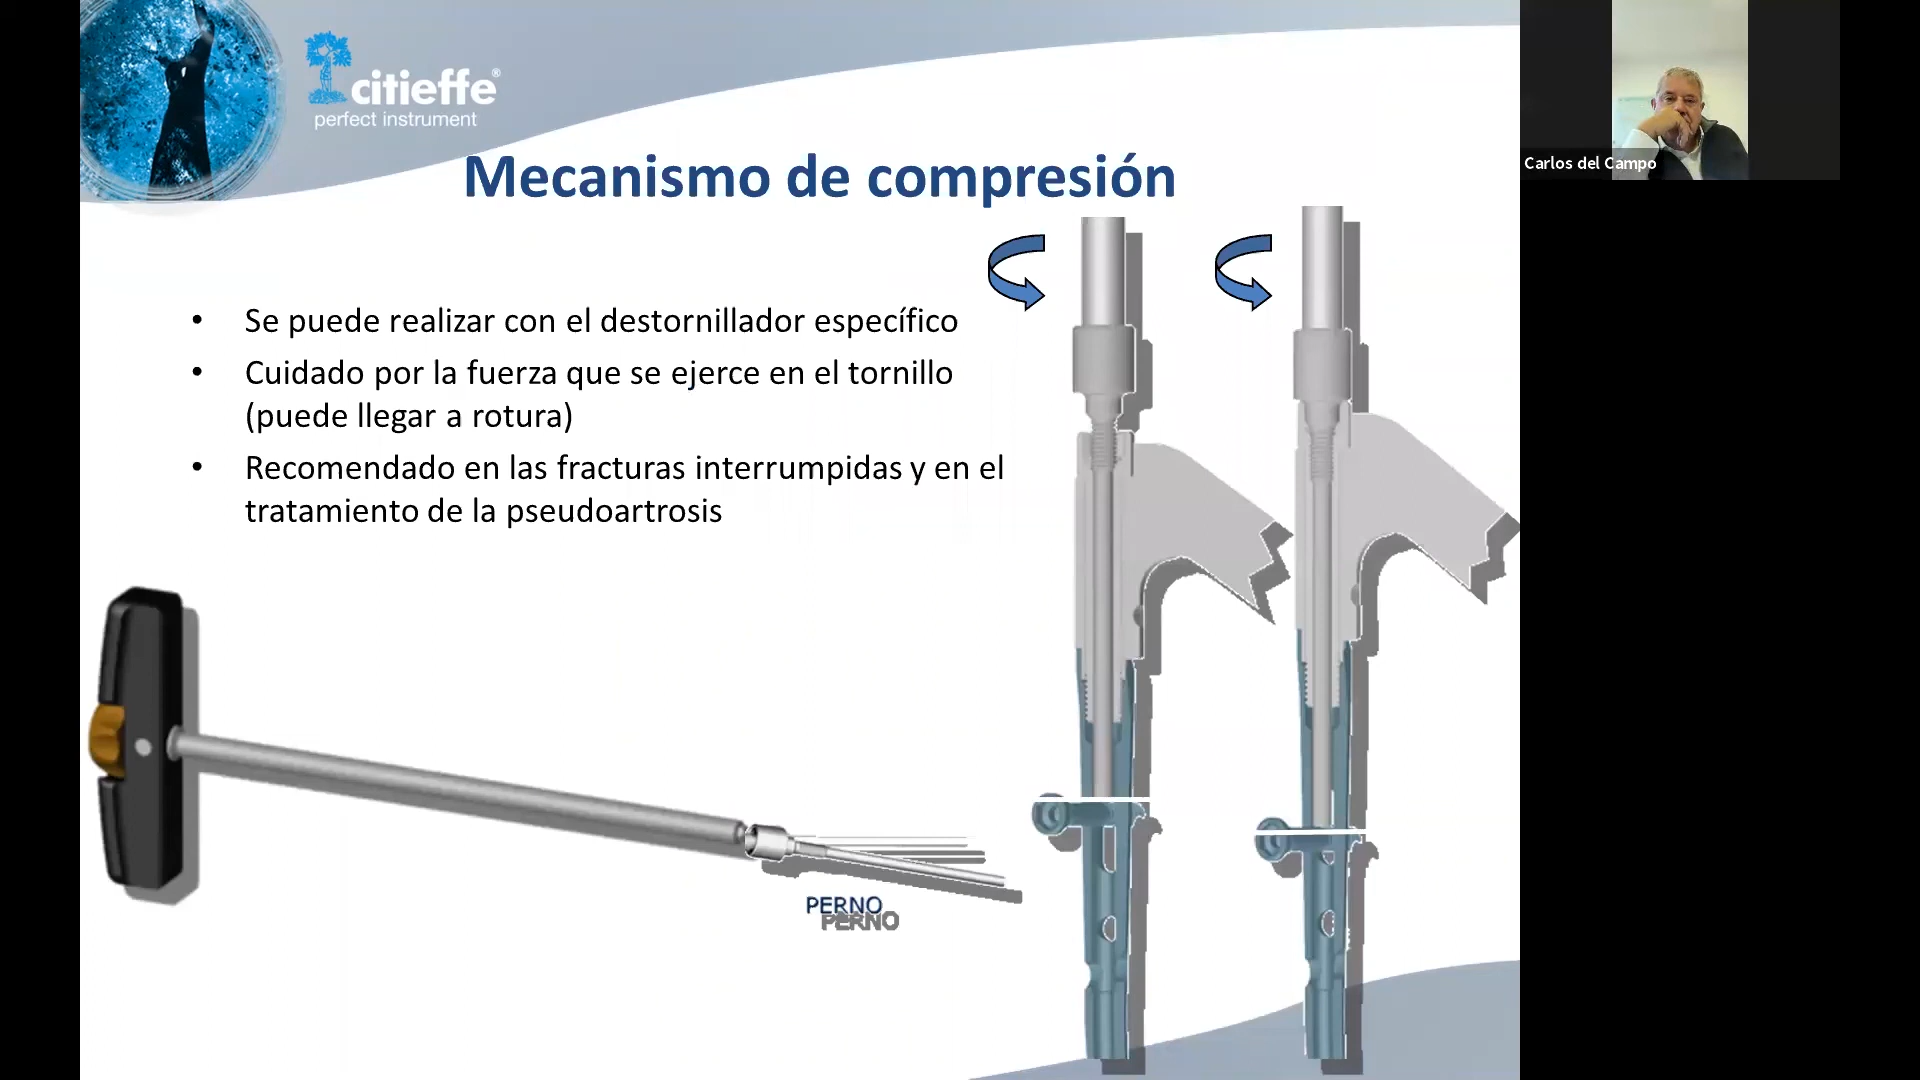 citieffe®
perfect instrument
Mecanismo de compresión
• Se puede realizar con el destornillador específico
• Cuidado por la fuerza que se ejerce en el tornillo
(puede llegar a rotura)
• Recomendado en las fracturas interrumpidas y en el
tratamiento de la pseudoartrosis
PERNO
Carlos del Campo